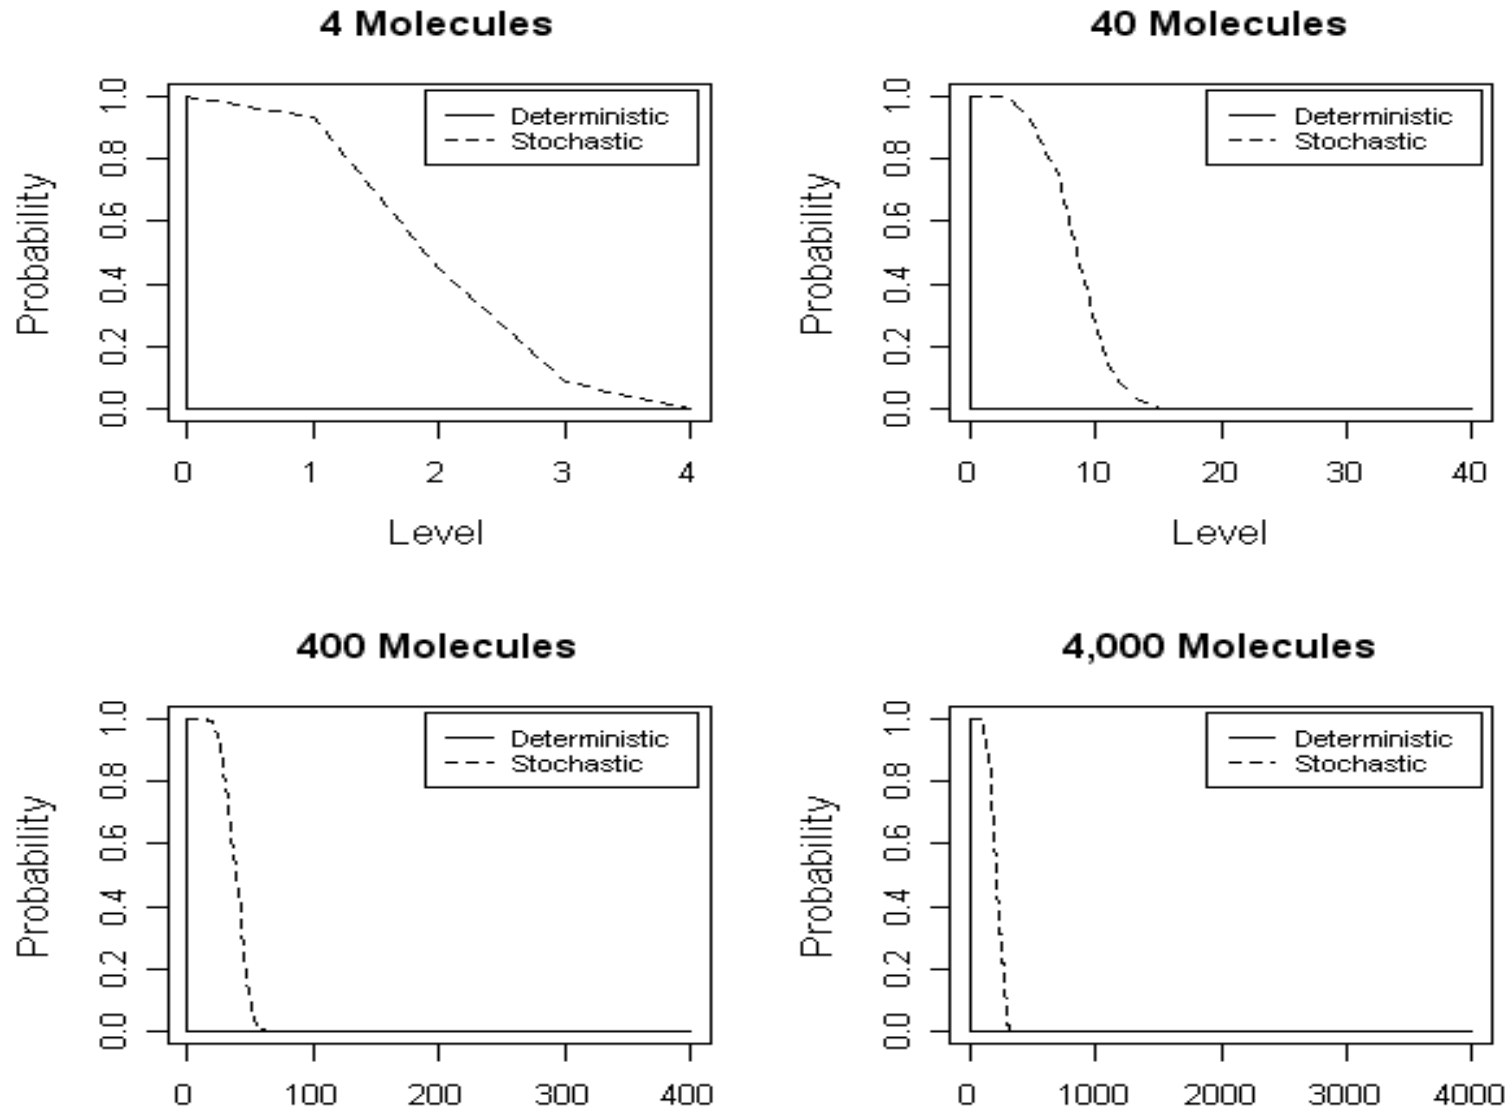 4 Molecules
Probability
1.0
0.8
0.6
0.4
0.2
0.0
Deterministic
Stochastic
0 1 2 3 4
Level
40 Molecules
Probability
1.0
0.8
0.6
0.4
0.2
0.0
Deterministic
Stochastic
0 10 20 30 40
Level
400 Molecules
Probability
1.0
0.8
0.6
0.4
0.2
0.0
Deterministic
Stochastic
0 100 200 300 400
4,000 Molecules
Probability
1.0
0.8
0.6
0.4
0.2
0.0
Deterministic
Stochastic
0 1000 2000 3000 4000